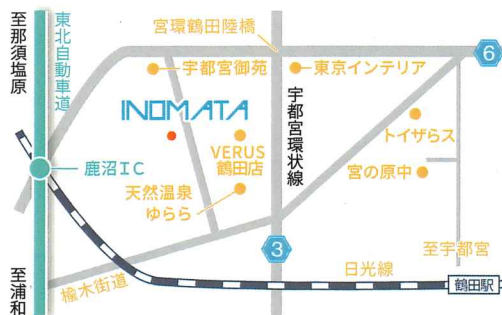 至那須塩原
東北自動車道
宮環鶴田陸橋
6
宇都宮御苑
東京インテリア
INOMATA
宇都宮環状線
トイザらス
VERUS
鶴田店
鹿沼IC
宮の原中
天然温泉
ゆらら
3
至宇都宮
至浦和
楡木街道
日光線
鶴田駅